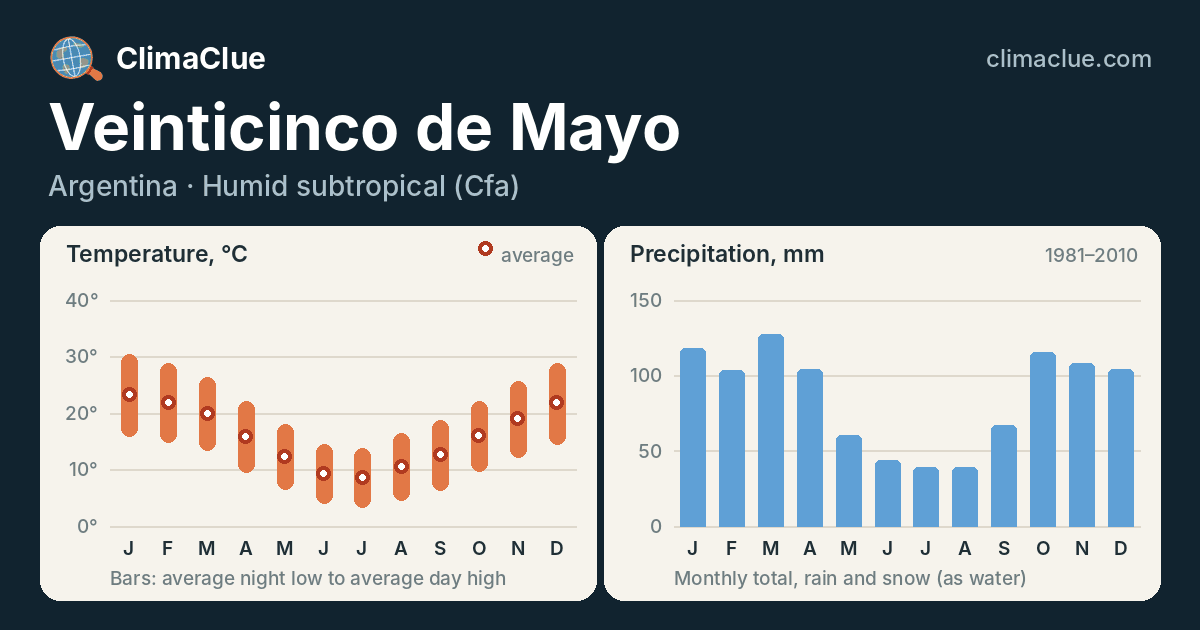 ClimaClue
climaclue.com
Veinticinco de Mayo
Argentina · Humid subtropical (Cfa)
Temperature, °C
average
40°
30°
20°
10°
0°
J F M A M J J A S O N D
Bars: average night low to average day high
Precipitation, mm
1981–2010
150
100
50
0
J F M A M J J A S O N D
Monthly total, rain and snow (as water)